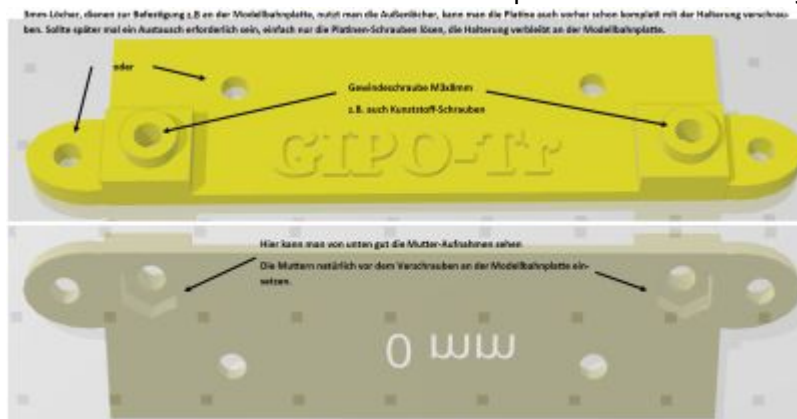 3mm-Löcher, dienen zur Befestigung z.B an der Modellbahnplatte, nutzt man die Außenlöcher, kann man die Platine auch vorher schon komplett mit der Halterung verschrau-
ben. Sollte später mal ein Austausch erforderlich sein, einfach nur die Platinen-Schrauben lösen, die Halterung verbleibt an der Modellbahnplatte.
oder
Gewindeschraube M3x8mm
z.B. auch Kunststoff-Schrauben
GIPO-Tr
Hier kann man von unten gut die Mutter-Aufnahmen sehen
Die Muttern natürlich vor dem Verschrauben an der Modellbahnplatte ein-
setzen.
0 mm